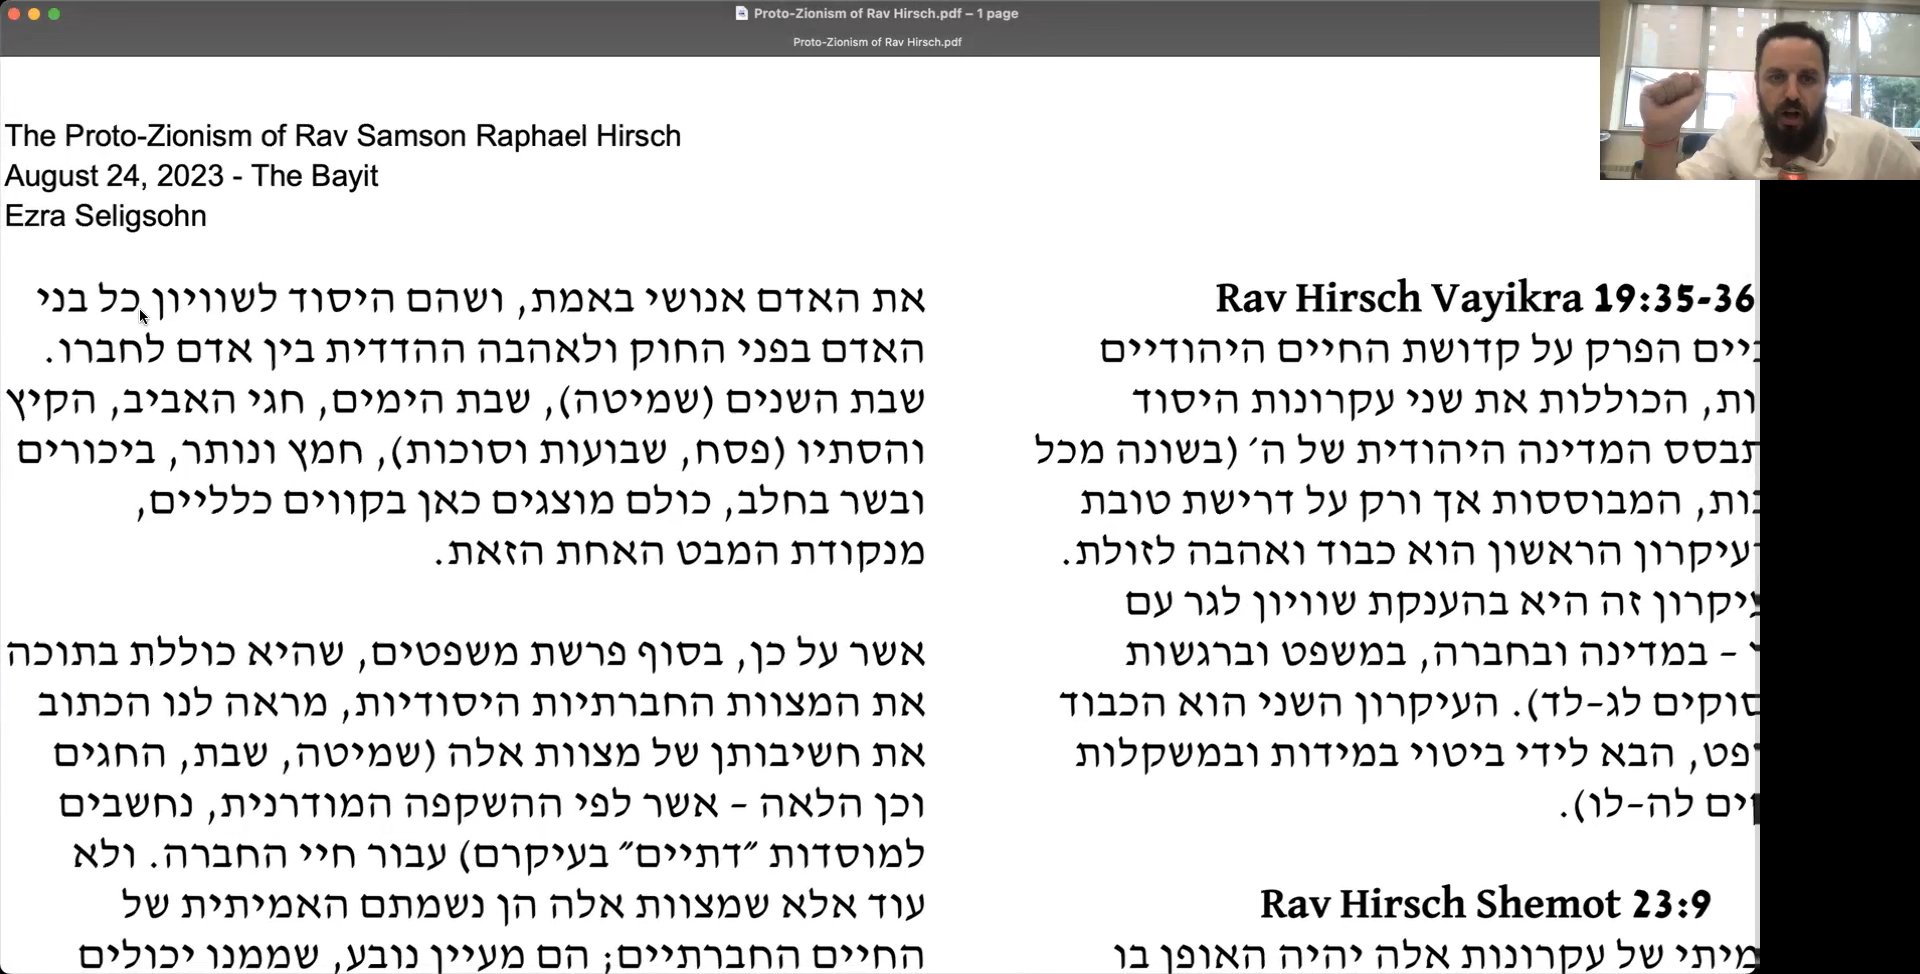 Proto-Zionism of Rav Hirsch.pdf – 1 page
Proto-Zionism of Rav Hirsch.pdf
The Proto-Zionism of Rav Samson Raphael Hirsch
August 24, 2023 - The Bayit
Ezra Seligsohn
Rav Hirsch Vayikra 19:35-36
הפרק על קדושת החיים היהודיים
הכוללות את שני עקרונות היסוד
המדינה היהודית של ה׳ (בשונה מכל
המבוססות אך ורק על דרישת טובת
הראשון הוא כבוד ואהבה לזולת.
זה היא בהענקת שוויון לגר עם
– במדינה ובחברה, במשפט וברגשות
לג–לד). העיקרון השני הוא הכבוד
הבא לידי ביטוי במידות ובמשקלות
לה–לו).
Rav Hirsch Shemot 23:9
של עקרונות אלה יהיה האופן בו
את האדם אנושי באמת, ושהם היסוד לשוויון כל בני
האדם בפני החוק ולאהבה ההדדית בין אדם לחברו.
שבת השנים (שמיטה), שבת הימים, חגי האביב, הקיץ
והסתיו (פסח, שבועות וסוכות), חמץ ונותר, ביכורים
ובשר בחלב, כולם מוצגים כאן בקווים כלליים,
מנקודת המבט האחת הזאת.
אשר על כן, בסוף פרשת משפטים, שהיא כוללת בתוכה
את המצוות החברתיות היסודיות, מראה לנו הכתוב
את חשיבותן של מצוות אלה (שמיטה, שבת, החגים
וכן הלאה – אשר לפי ההשקפה המודרנית, נחשבים
למוסדות ״דתיים״ בעיקרם) עבור חיי החברה. ולא
עוד אלא שמצוות אלה הן נשמתם האמיתית של
החיים החברתיים; הם מעיין נובע, שממנו יכולים